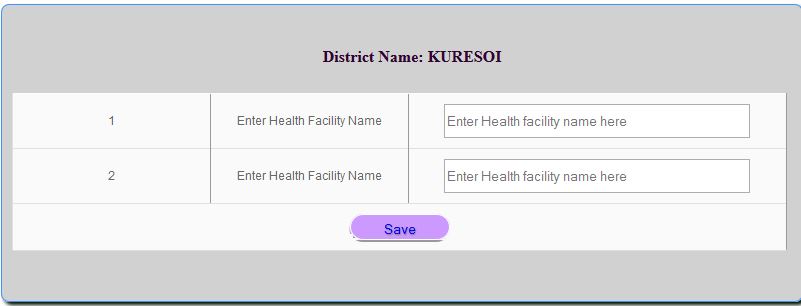 District Name: KURESOI
1 Enter Health Facility Name Enter Health facility name here
2 Enter Health Facility Name Enter Health facility name here
Save